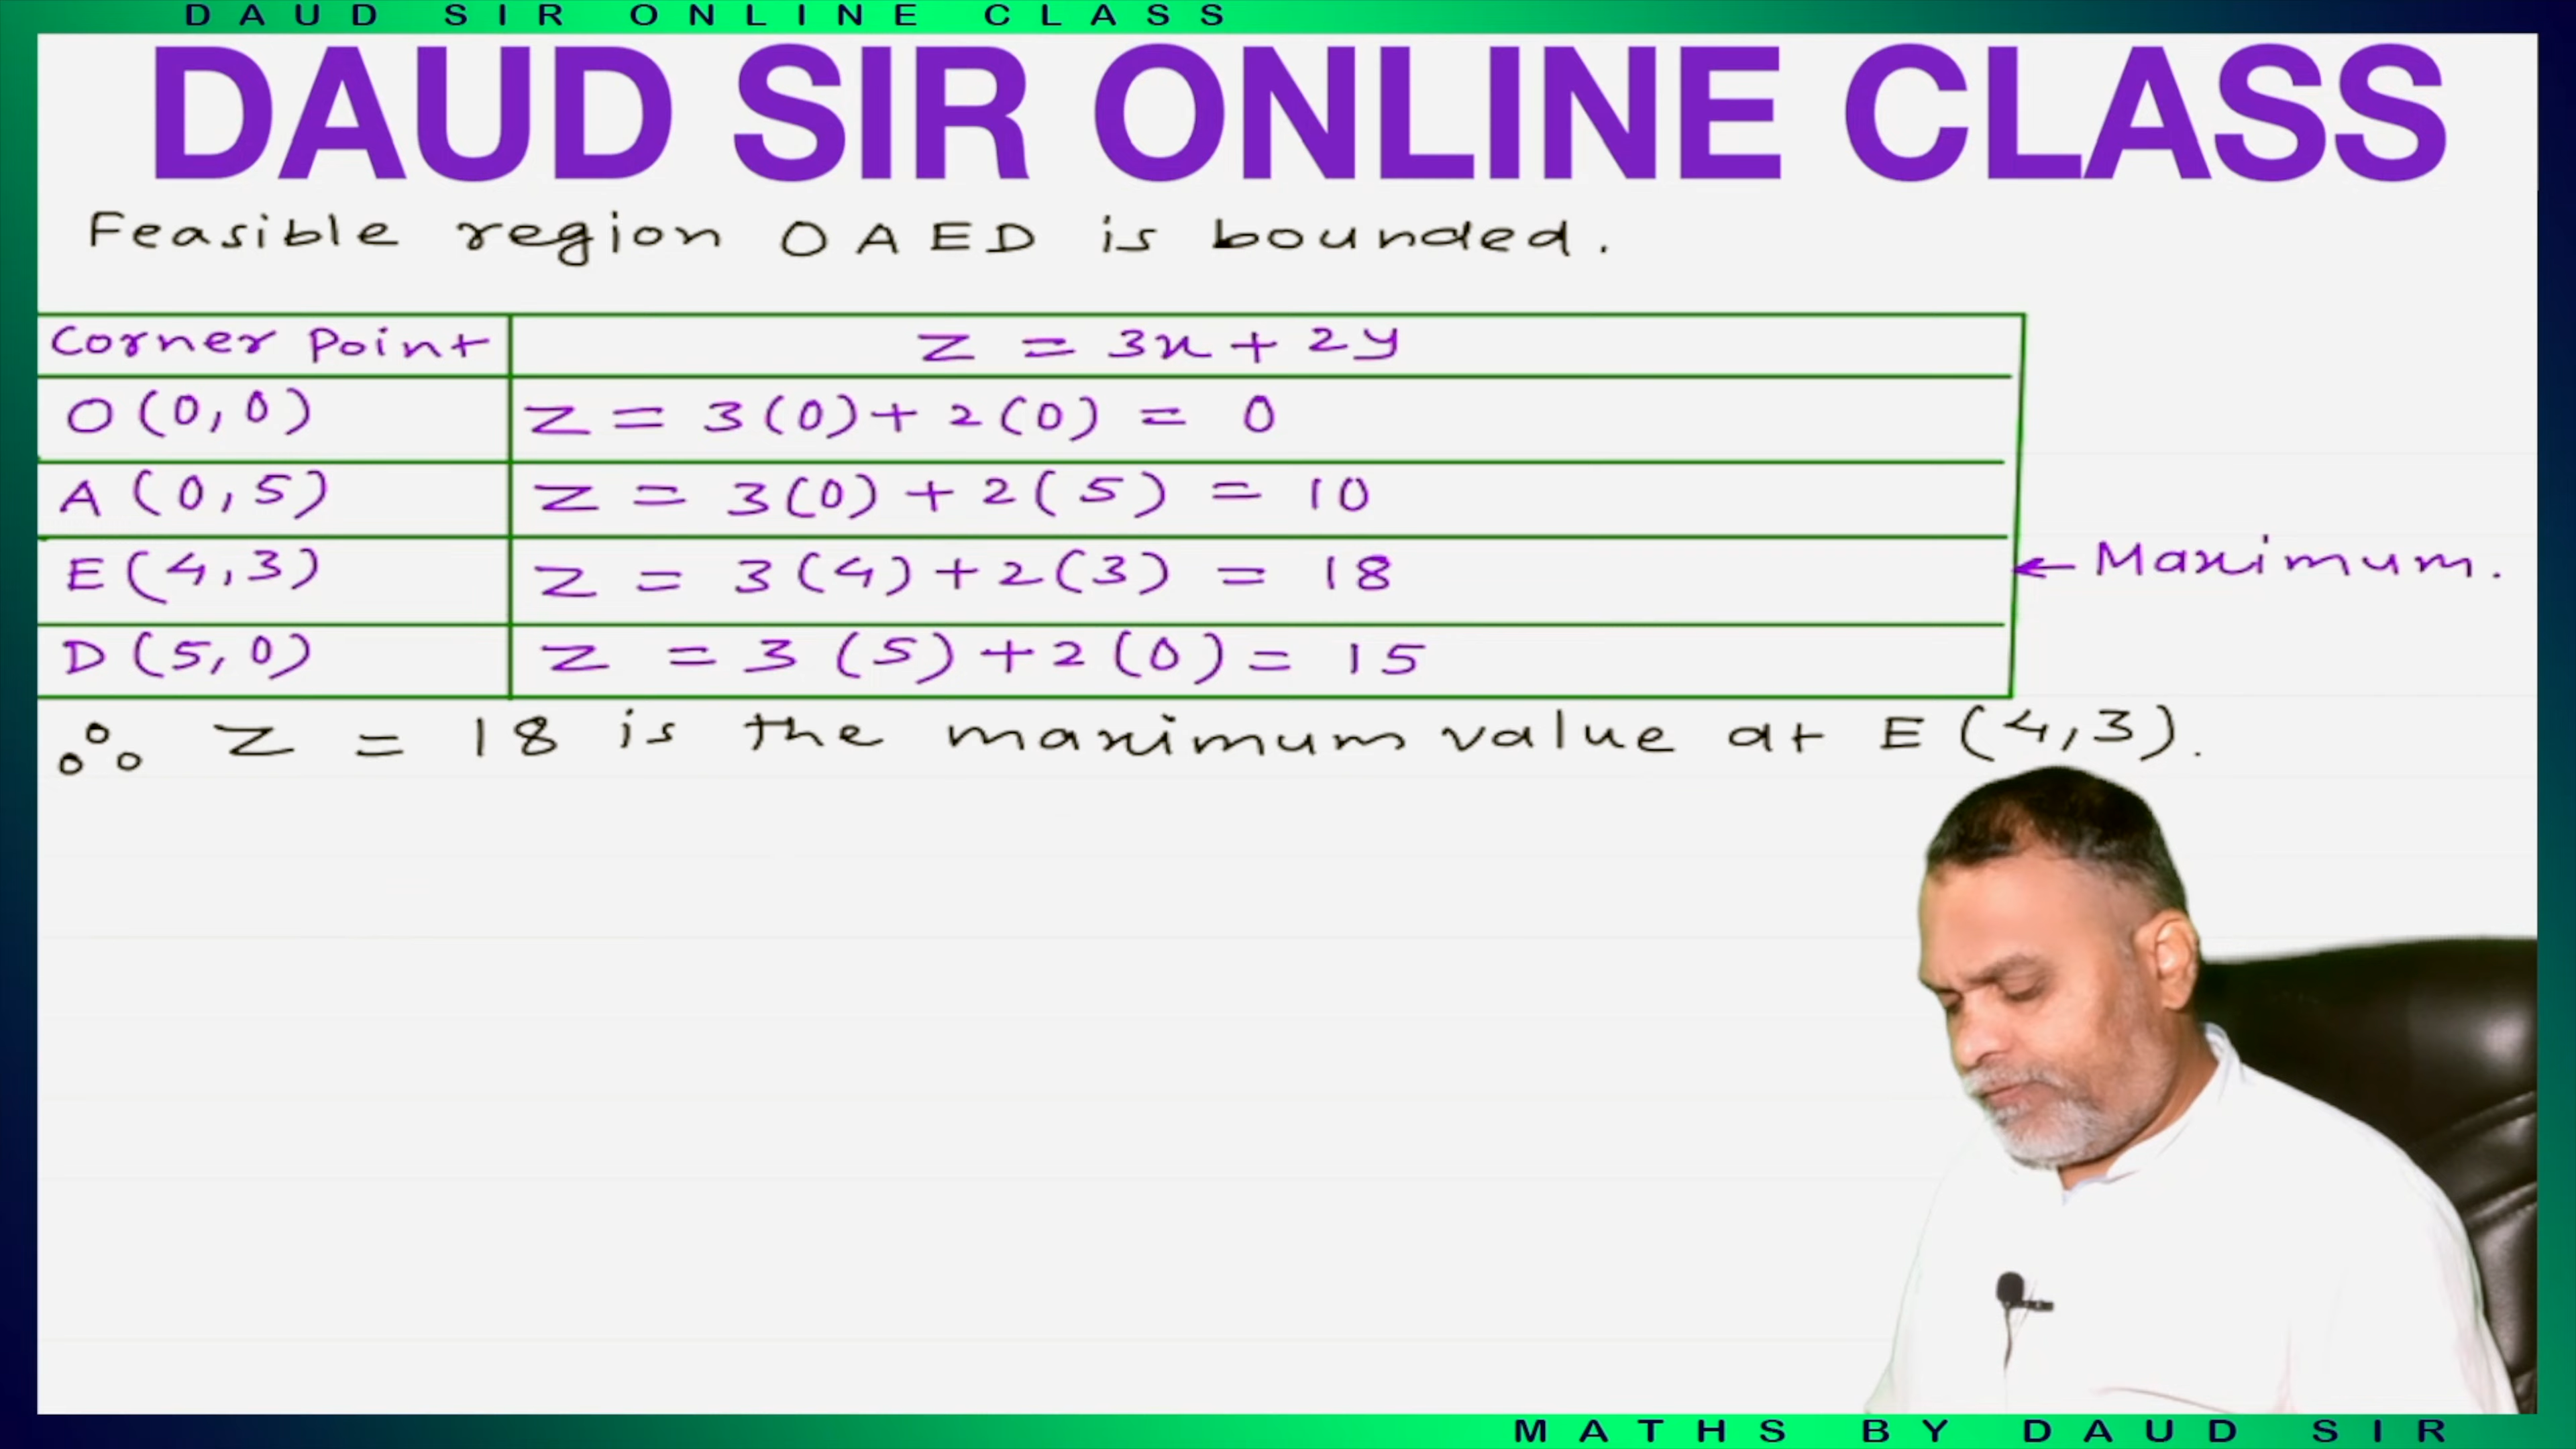 DAUD SIR ONLINE CLASS
DAUD SIR ONLINE CLASS
Feasible region OAED is bounded.
Corner Point Z = 3x + 2y
O(0,0) Z = 3(0)+ 2(0) = 0
A(0,5) Z = 3(0) + 2(5) = 10
E(4,3) Z = 3(4)+2(3) = 18 ← Maximum.
D(5,0) Z = 3(5)+2(0) = 15
∴ Z = 18 is the maximum value at E(4,3).
MATHS BY DAUD SIR